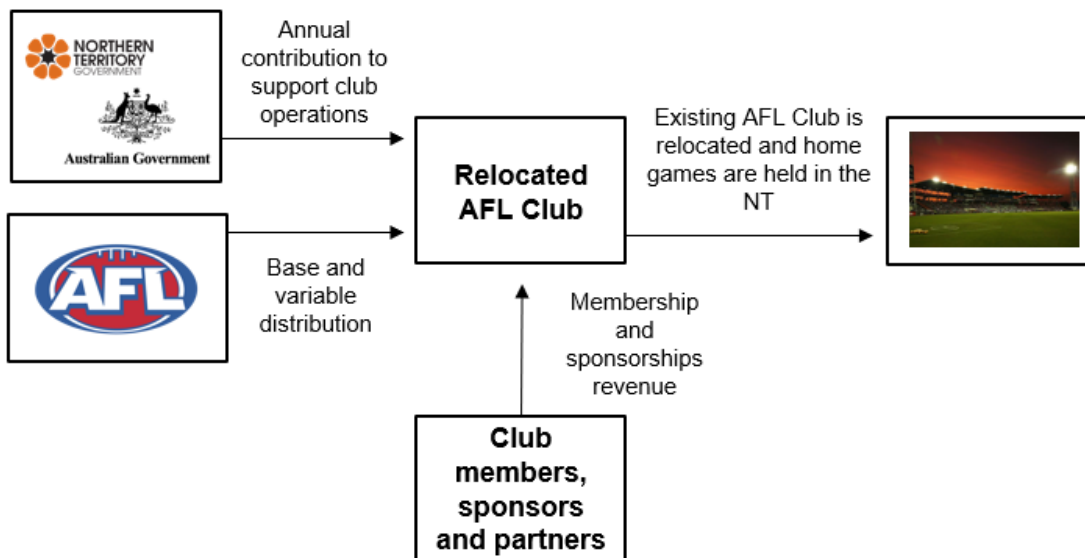 NORTHERN
TERRITORY
GOVERNMENT
Australian Government
Annual
contribution to
support club
operations
Relocated
AFL Club
Existing AFL Club is
relocated and home
games are held in the
NT
AFL
Base and
variable
distribution
Membership
and
sponsorships
revenue
Club
members,
sponsors
and partners